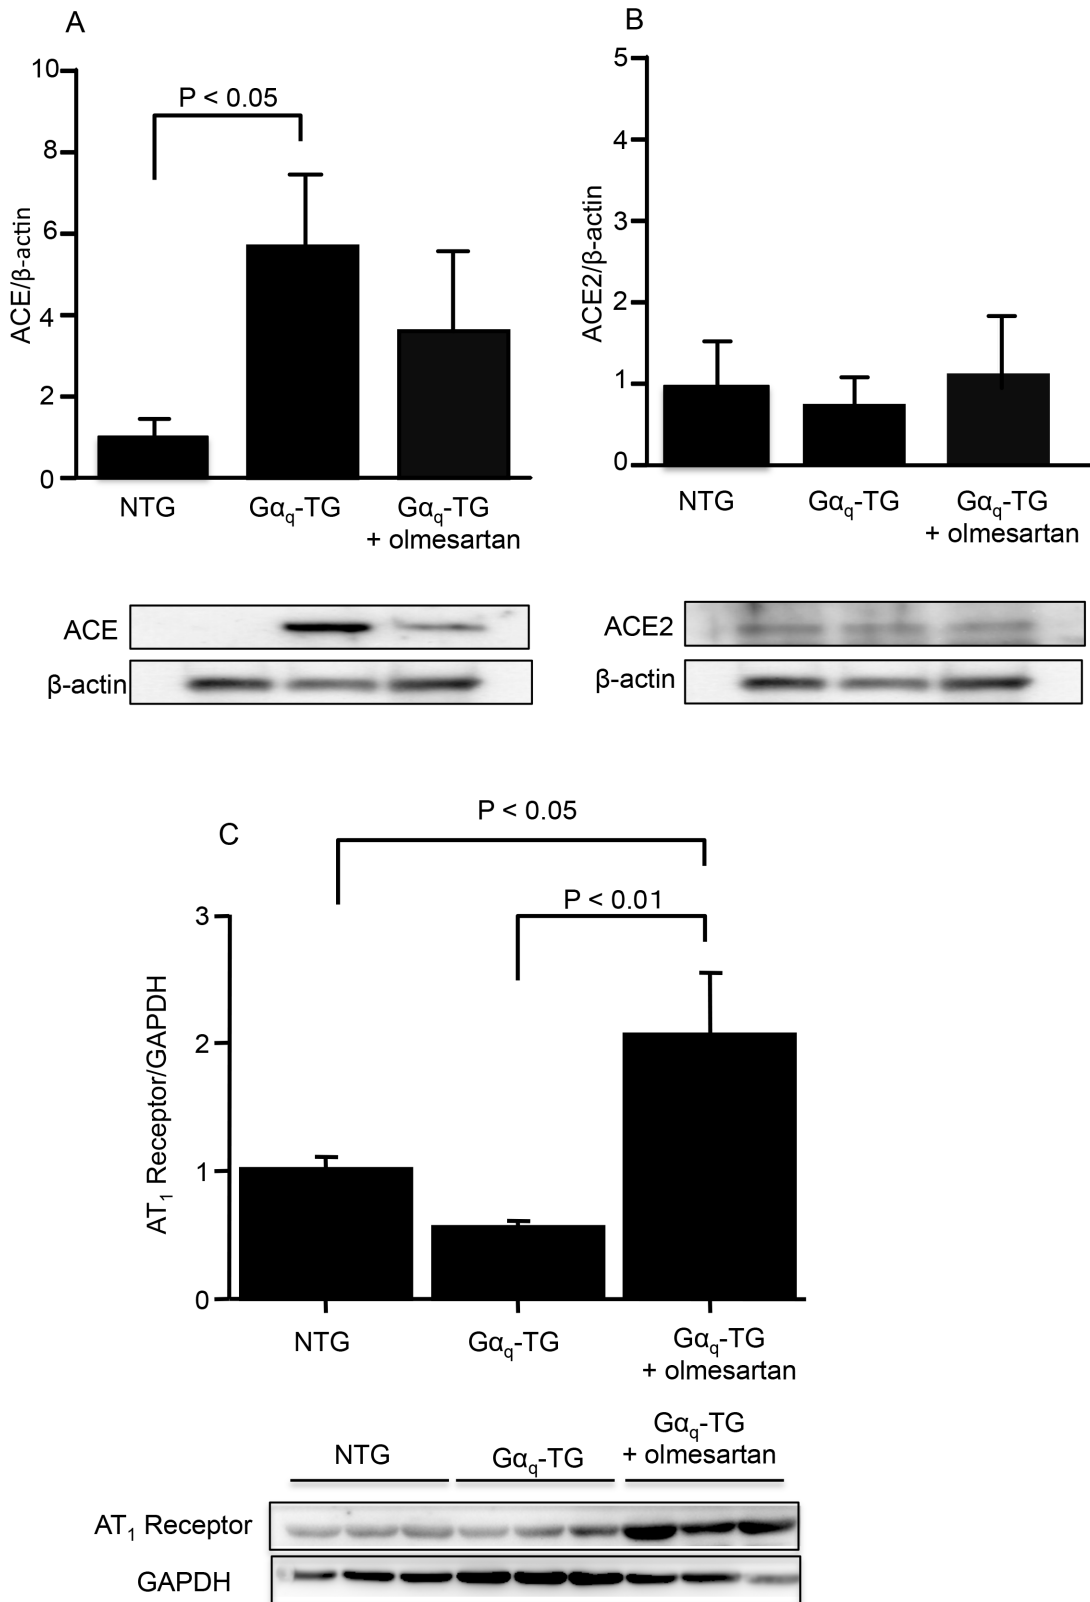 A
P < 0.05
10
8
6
4
2
0
ACE/β-actin
NTG
Gαq-TG
Gαq-TG
+ olmesartan
ACE
β-actin
B
5
4
3
2
1
0
ACE2/β-actin
NTG
Gαq-TG
Gαq-TG
+ olmesartan
ACE2
β-actin
C
P < 0.05
P < 0.01
3
2
1
0
AT1 Receptor/GAPDH
NTG
Gαq-TG
Gαq-TG
+ olmesartan
NTG
Gαq-TG
Gαq-TG
+ olmesartan
AT1 Receptor
GAPDH